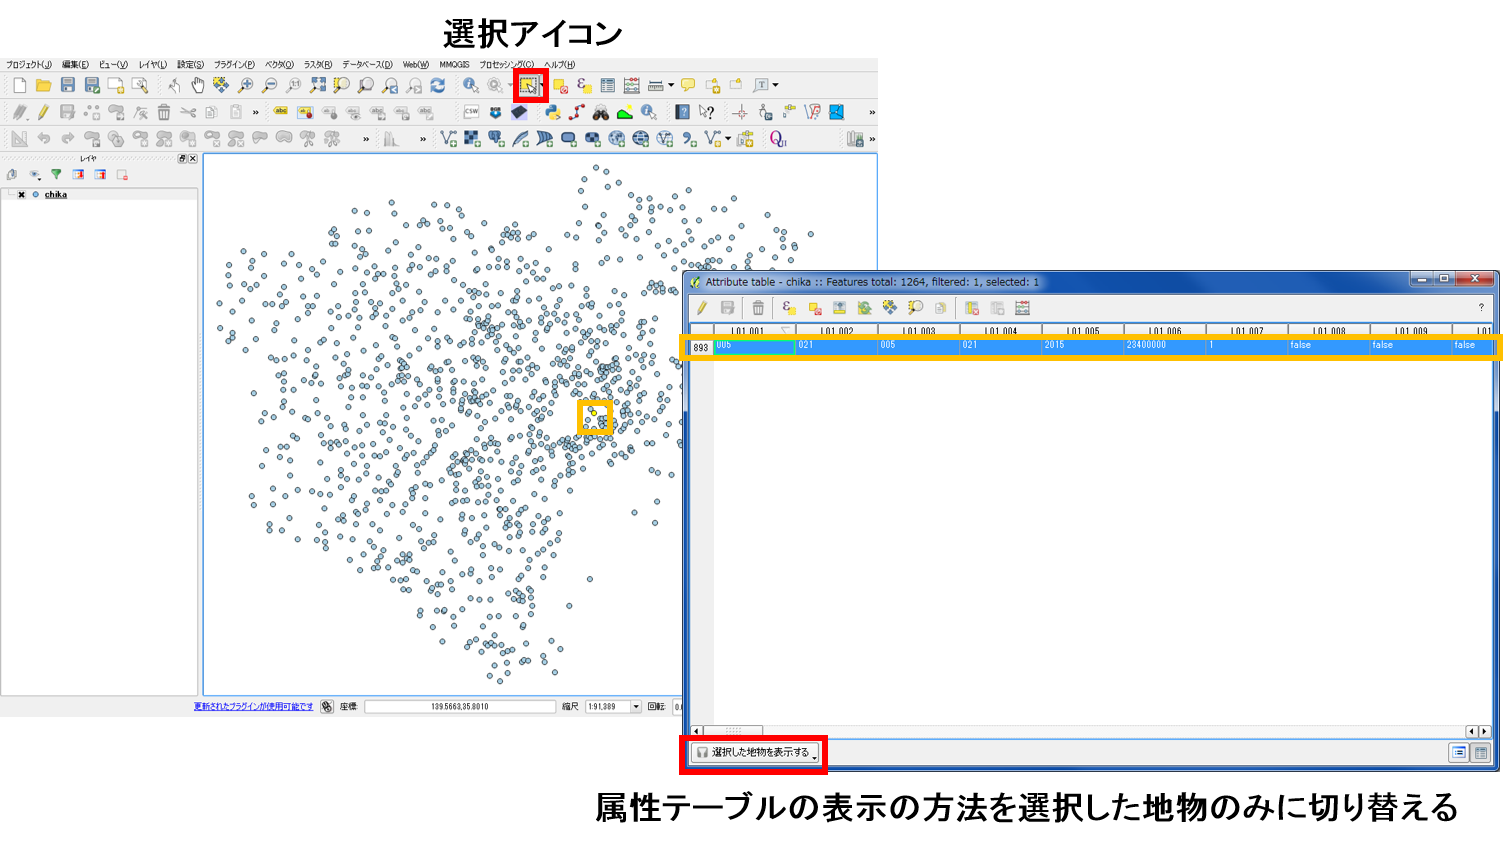 選択アイコン
プロジェクト(J) 編集(E) ビュー(V) レイヤ(L) 設定(S) プラグイン(P) ベクタ(O) ラスタ(R) データベース(D) Web(W) MMQGIS プロセッシング(C) ヘルプ(H)
レイヤ
chika
Attribute table - chika :: Features total: 1264, filtered: 1, selected: 1
L01_001 L01_002 L01_003 L01_004 L01_005 L01_006 L01_007 L01_008 L01_009 L01
893 005 021 005 021 2015 23400000 1 false false false
更新されたプラグインが使用可能です 座標: 139.5663,35.8010 縮尺 1:91,389 回転: 0.0
選択した地物を表示する
属性テーブルの表示の方法を選択した地物のみに切り替える